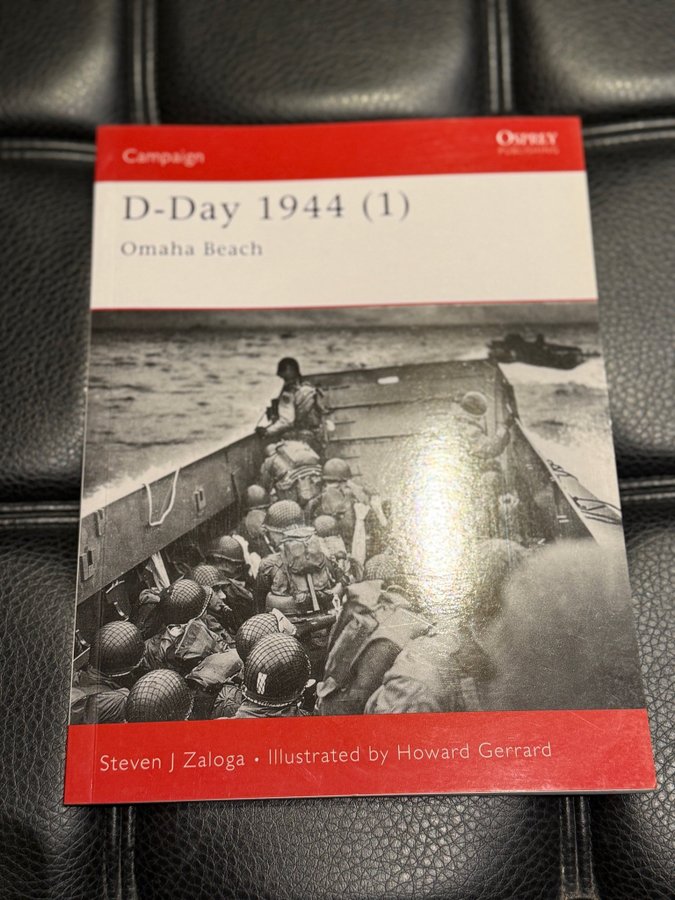 Campaign
OSPREY
PUBLISHING
D-Day 1944 (1)
Omaha Beach
Steven J Zaloga • Illustrated by Howard Gerrard